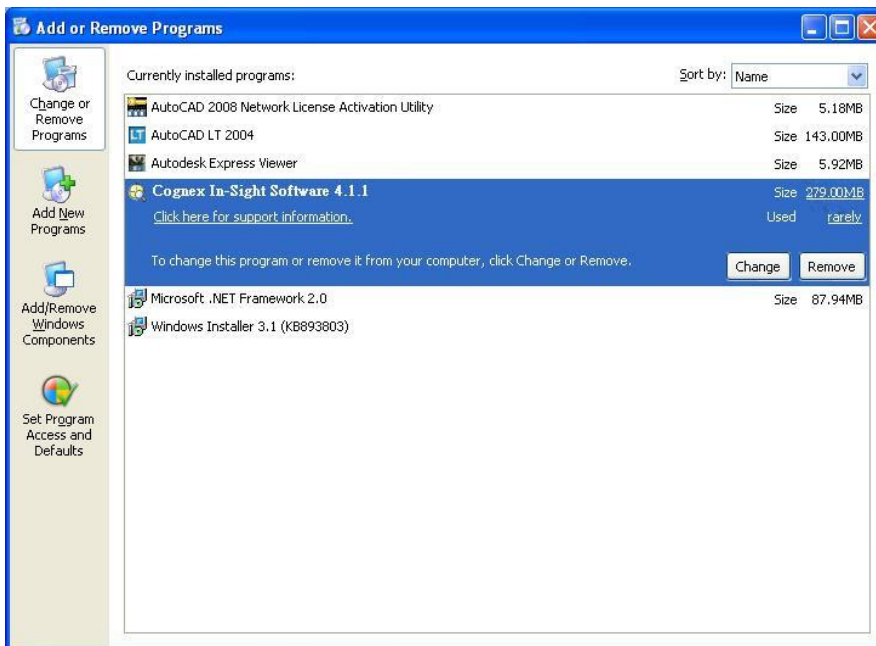 Add or Remove Programs
Change or
Remove
Programs
Add New
Programs
Add/Remove
Windows
Components
Set Program
Access and
Defaults
Currently installed programs:
Sort by: Name
AutoCAD 2008 Network License Activation Utility Size 5.18MB
AutoCAD LT 2004 Size 143.00MB
Autodesk Express Viewer Size 5.92MB
Cognex In-Sight Software 4.1.1 Size 279.00MB
Click here for support information. Used rarely
To change this program or remove it from your computer, click Change or Remove. Change Remove
Microsoft .NET Framework 2.0 Size 87.94MB
Windows Installer 3.1 (KB893803)